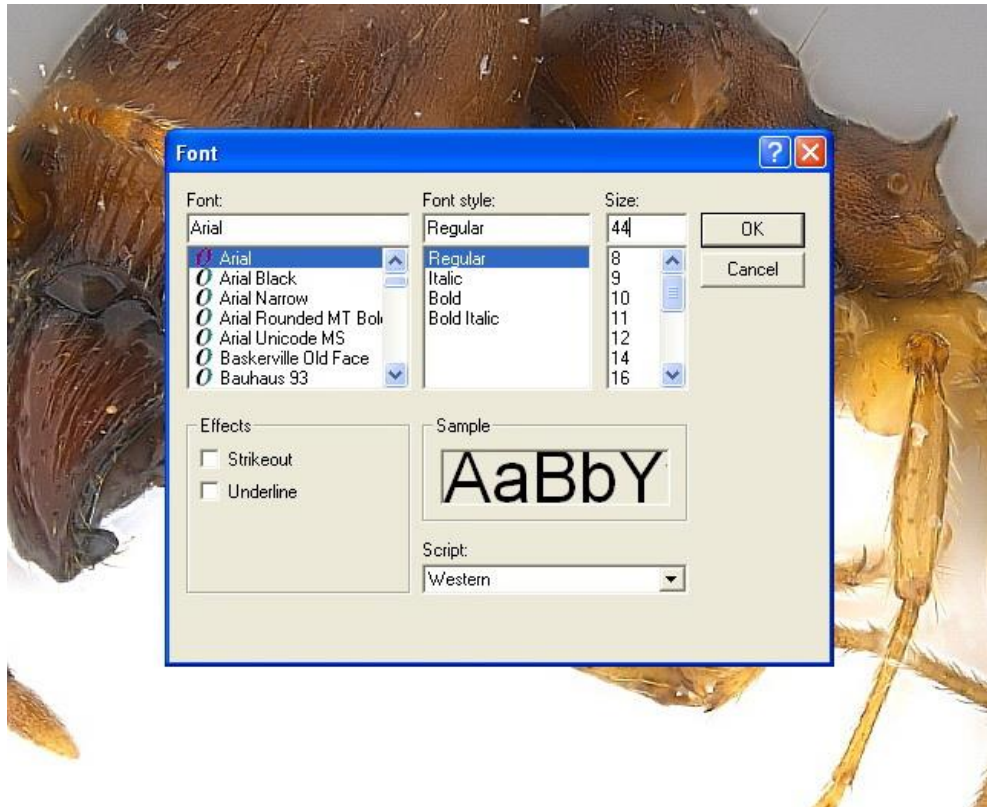 Font
Font: Font style: Size:
Arial Regular 44 OK
Arial Regular 8 Cancel
Arial Black Italic 9
Arial Narrow Bold 10
Arial Rounded MT Bol Bold Italic 11
Arial Unicode MS 12
Baskerville Old Face 14
Bauhaus 93 16
Effects Sample
Strikeout AaBbY
Underline
Script:
Western